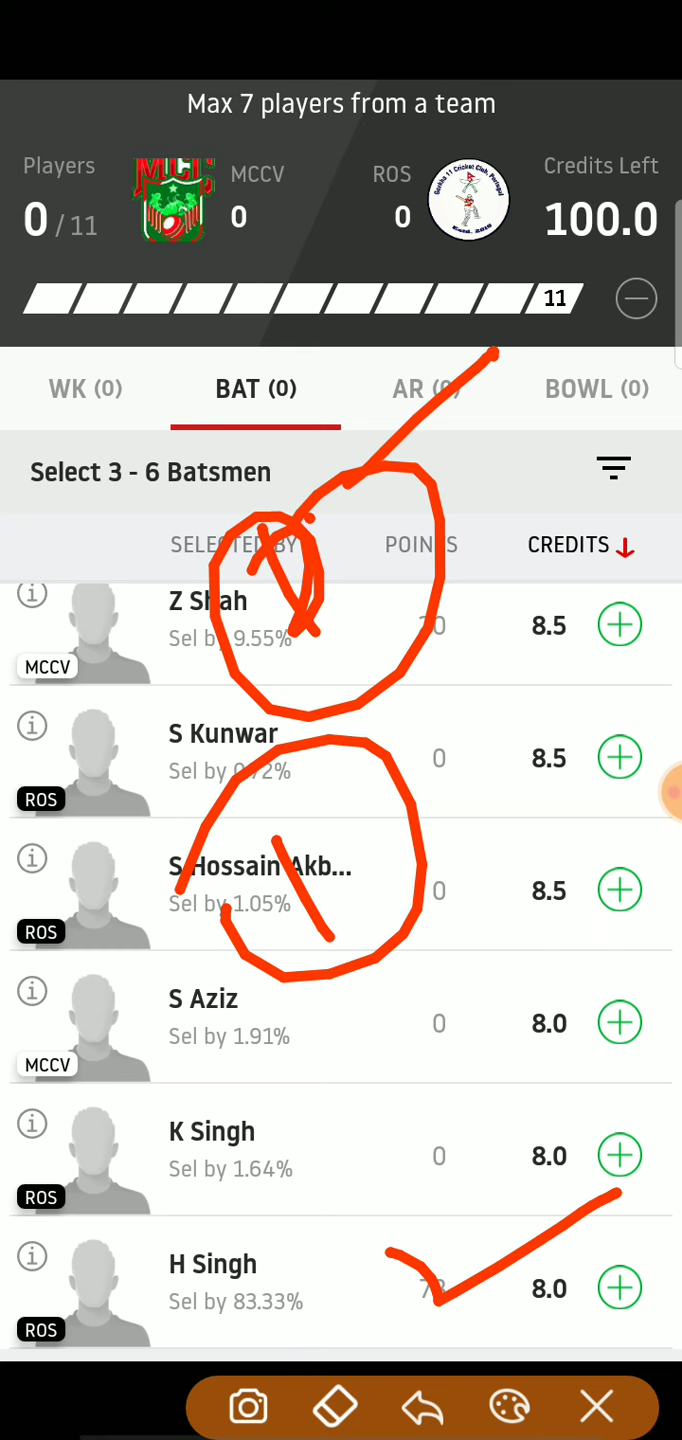 Max 7 players from a team
Players MCCV ROS Credits Left
0 / 11 0 0 100.0
11
WK (0) BAT (0) AR (0) BOWL (0)
Select 3 - 6 Batsmen
SELECTED BY POINTS CREDITS
Z Shah
Sel by 9.55% 8.5
MCCV
S Kunwar
Sel by 0.72% 0 8.5
ROS
S Hossain Akb...
Sel by 1.05% 0 8.5
ROS
S Aziz
Sel by 1.91% 0 8.0
MCCV
K Singh
Sel by 1.64% 0 8.0
ROS
H Singh
Sel by 83.33% 8.0
ROS